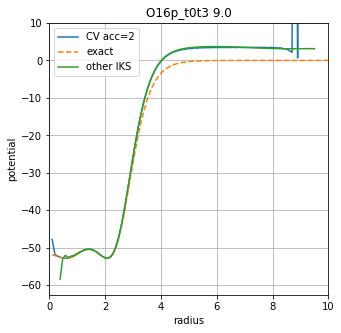 O16p_t0t3 9.0
CV acc=2
exact
other IKS
10
0
−10
−20
−30
−40
−50
−60
potential
0
2
4
6
8
10
radius